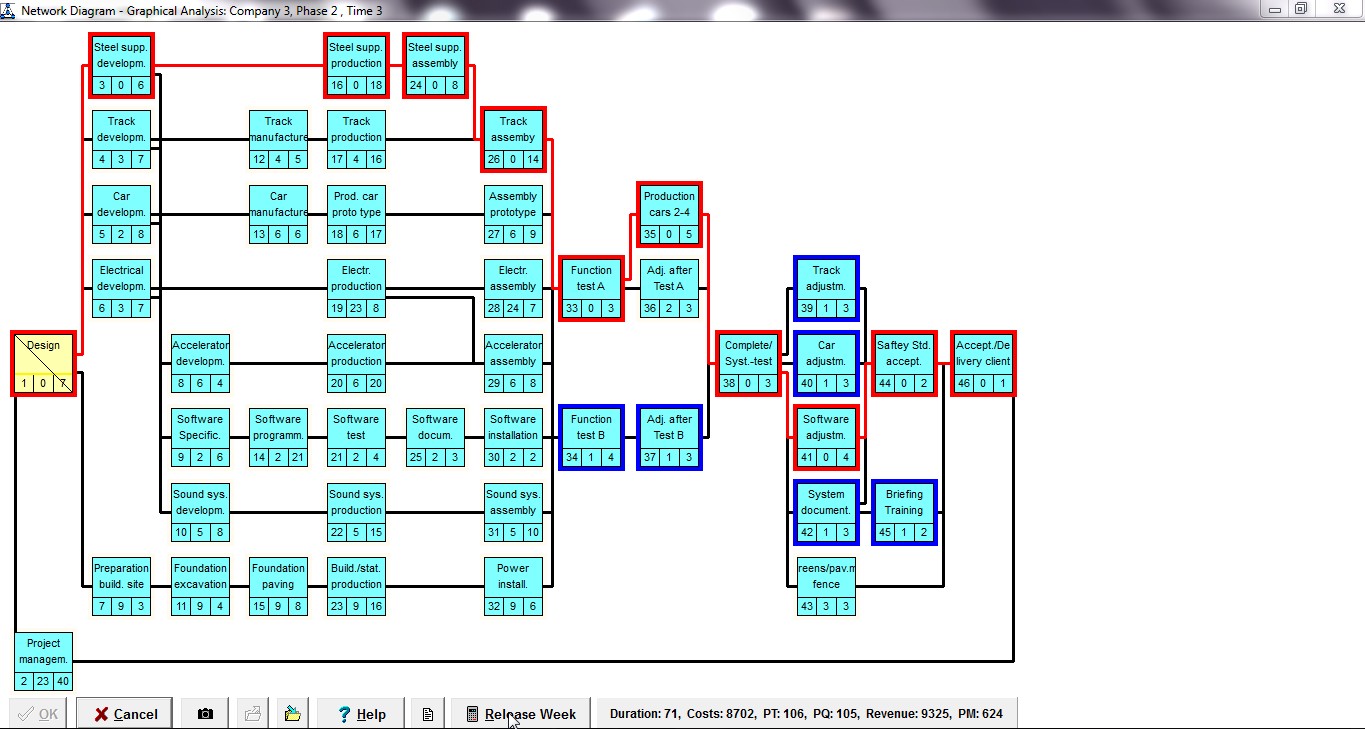 Network Diagram - Graphical Analysis: Company 3, Phase 2 , Time 3
Steel supp.
developm.
3 0 6
Steel supp.
production
16 0 18
Steel supp.
assembly
24 0 8
Track
developm.
4 3 7
Track
manufacture
12 4 5
Track
production
17 4 16
Track
assemby
26 0 14
Car
developm.
5 2 8
Car
manufacture
13 6 6
Prod. car
proto type
18 6 17
Assembly
prototype
27 6 9
Production
cars 2-4
35 0 5
Electrical
developm.
6 3 7
Electr.
production
19 23 8
Electr.
assembly
28 24 7
Function
test A
33 0 3
Adj. after
Test A
36 2 3
Track
adjustm.
39 1 3
Design
1 0 7
Accelerator
developm.
8 6 4
Accelerator
production
20 6 20
Accelerator
assembly
29 6 8
Complete/
Syst.-test
38 0 3
Car
adjustm.
40 1 3
Saftey Std.
accept.
44 0 2
Accept./De
livery client
46 0 1
Software
Specific.
9 2 6
Software
programm.
14 2 21
Software
test
21 2 4
Software
docum.
25 2 3
Software
installation
30 2 2
Function
test B
34 1 4
Adj. after
Test B
37 1 3
Software
adjustm.
41 0 4
Sound sys.
developm.
10 5 8
Sound sys.
production
22 5 15
Sound sys.
assembly
31 5 10
System
document.
42 1 3
Briefing
Training
45 1 2
Preparation
build. site
7 9 3
Foundation
excavation
11 9 4
Foundation
paving
15 9 8
Build./stat.
production
23 9 16
Power
install.
32 9 6
reens/pav.m
fence
43 3 3
Project
managem.
2 23 40
OK Cancel ? Help Release Week Duration: 71, Costs: 8702, PT: 106, PQ: 105, Revenue: 9325, PM: 624